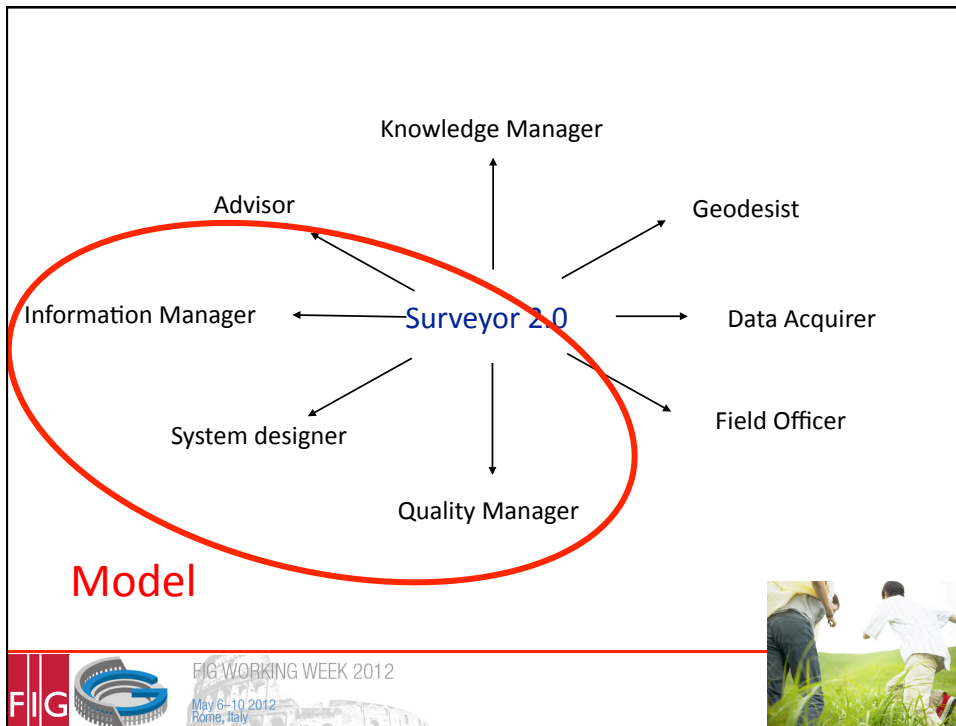 Knowledge Manager
Advisor
Geodesist
Information Manager
Surveyor 2.0
Data Acquirer
System designer
Field Officer
Quality Manager
Model
FIG
FIG WORKING WEEK 2012
May 6–10 2012
Rome, Italy